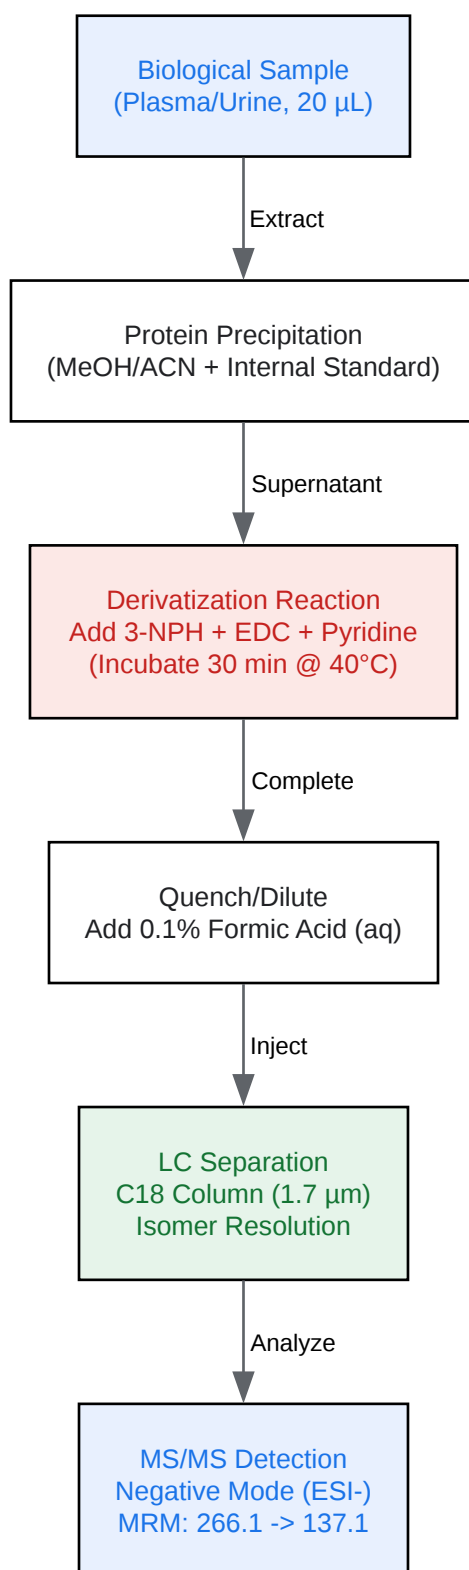 Biological Sample
(Plasma/Urine, 20 µL)
Extract
Protein Precipitation
(MeOH/ACN + Internal Standard)
Supernatant
Derivatization Reaction
Add 3-NPH + EDC + Pyridine
(Incubate 30 min @ 40°C)
Complete
Quench/Dilute
Add 0.1% Formic Acid (aq)
Inject
LC Separation
C18 Column (1.7 µm)
Isomer Resolution
Analyze
MS/MS Detection
Negative Mode (ESI-)
MRM: 266.1 -> 137.1